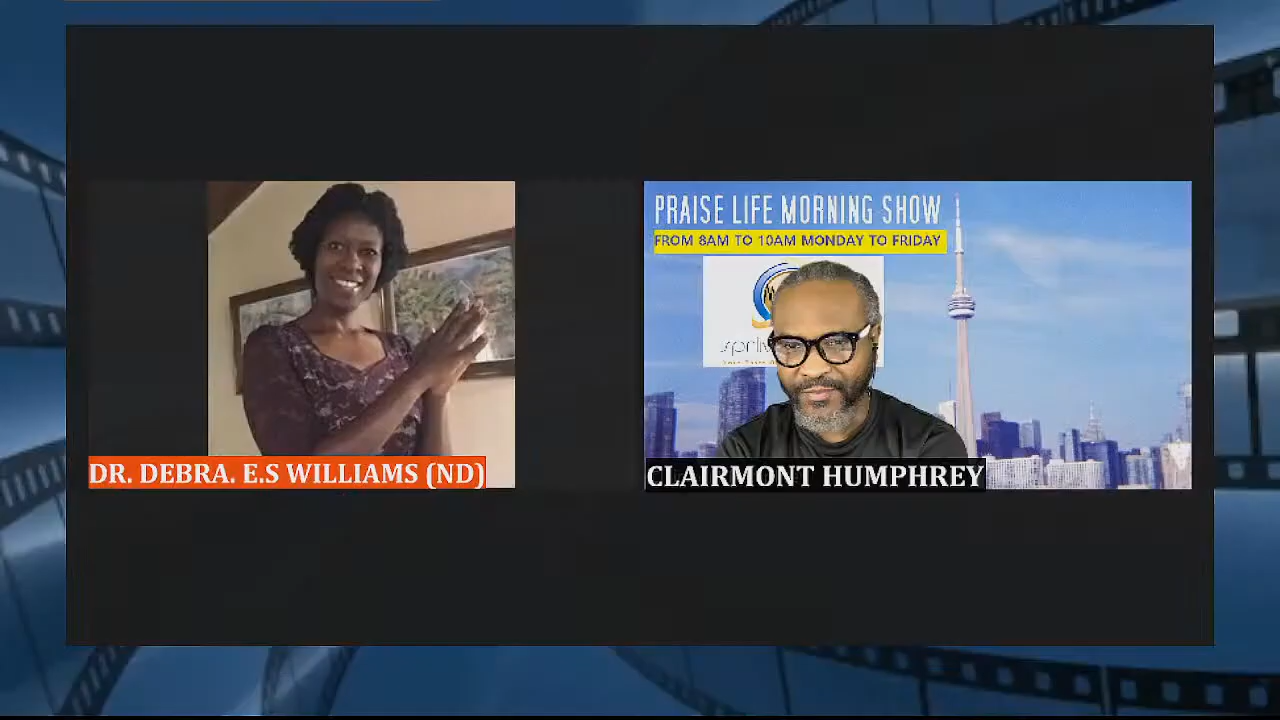 PRAISE LIFE MORNING SHOW
FROM 8AM TO 10AM MONDAY TO FRIDAY
DR. DEBRA. E.S WILLIAMS (ND)
CLAIRMONT HUMPHREY